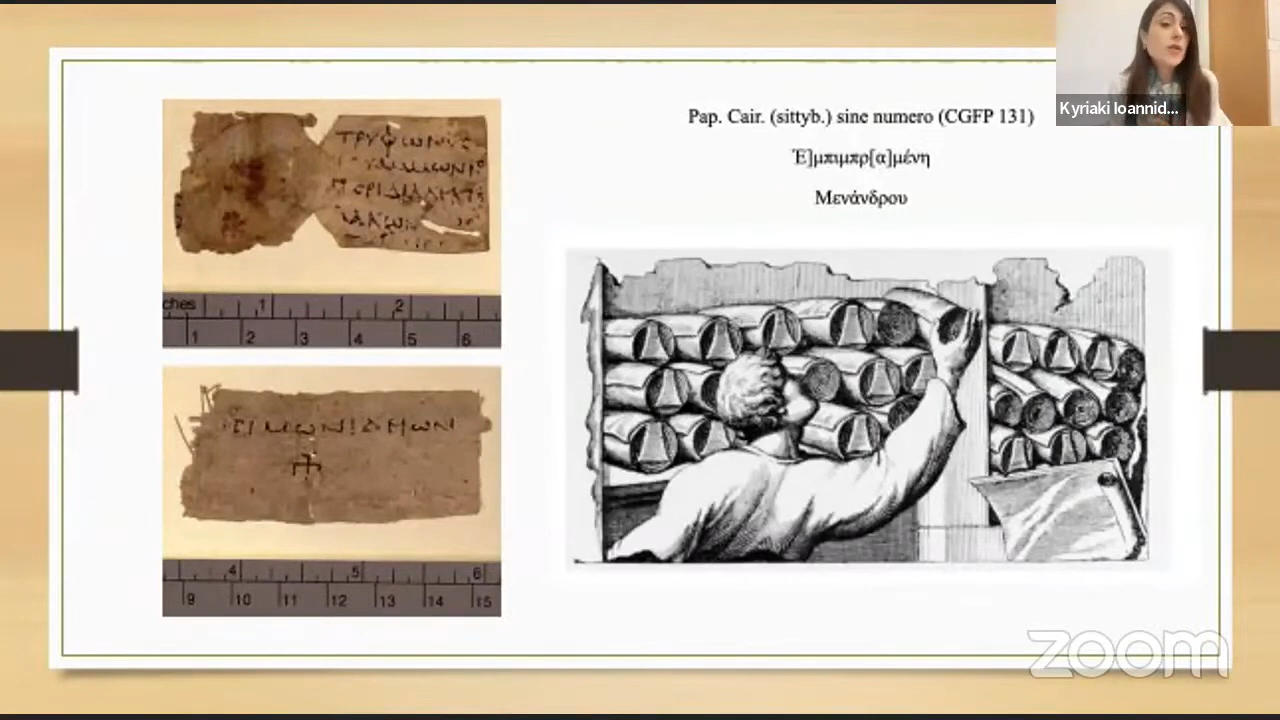 Pap. Cair. (sittyb.) sine numero (CGFP 131)
Ἐ]μπιμπρ[α]μένη
Μενάνδρου
Kyriaki Ioannid...
ches 1 2
1 2 3 4 5 6
4 5 6
9 10 11 12 13 14 15
zoom